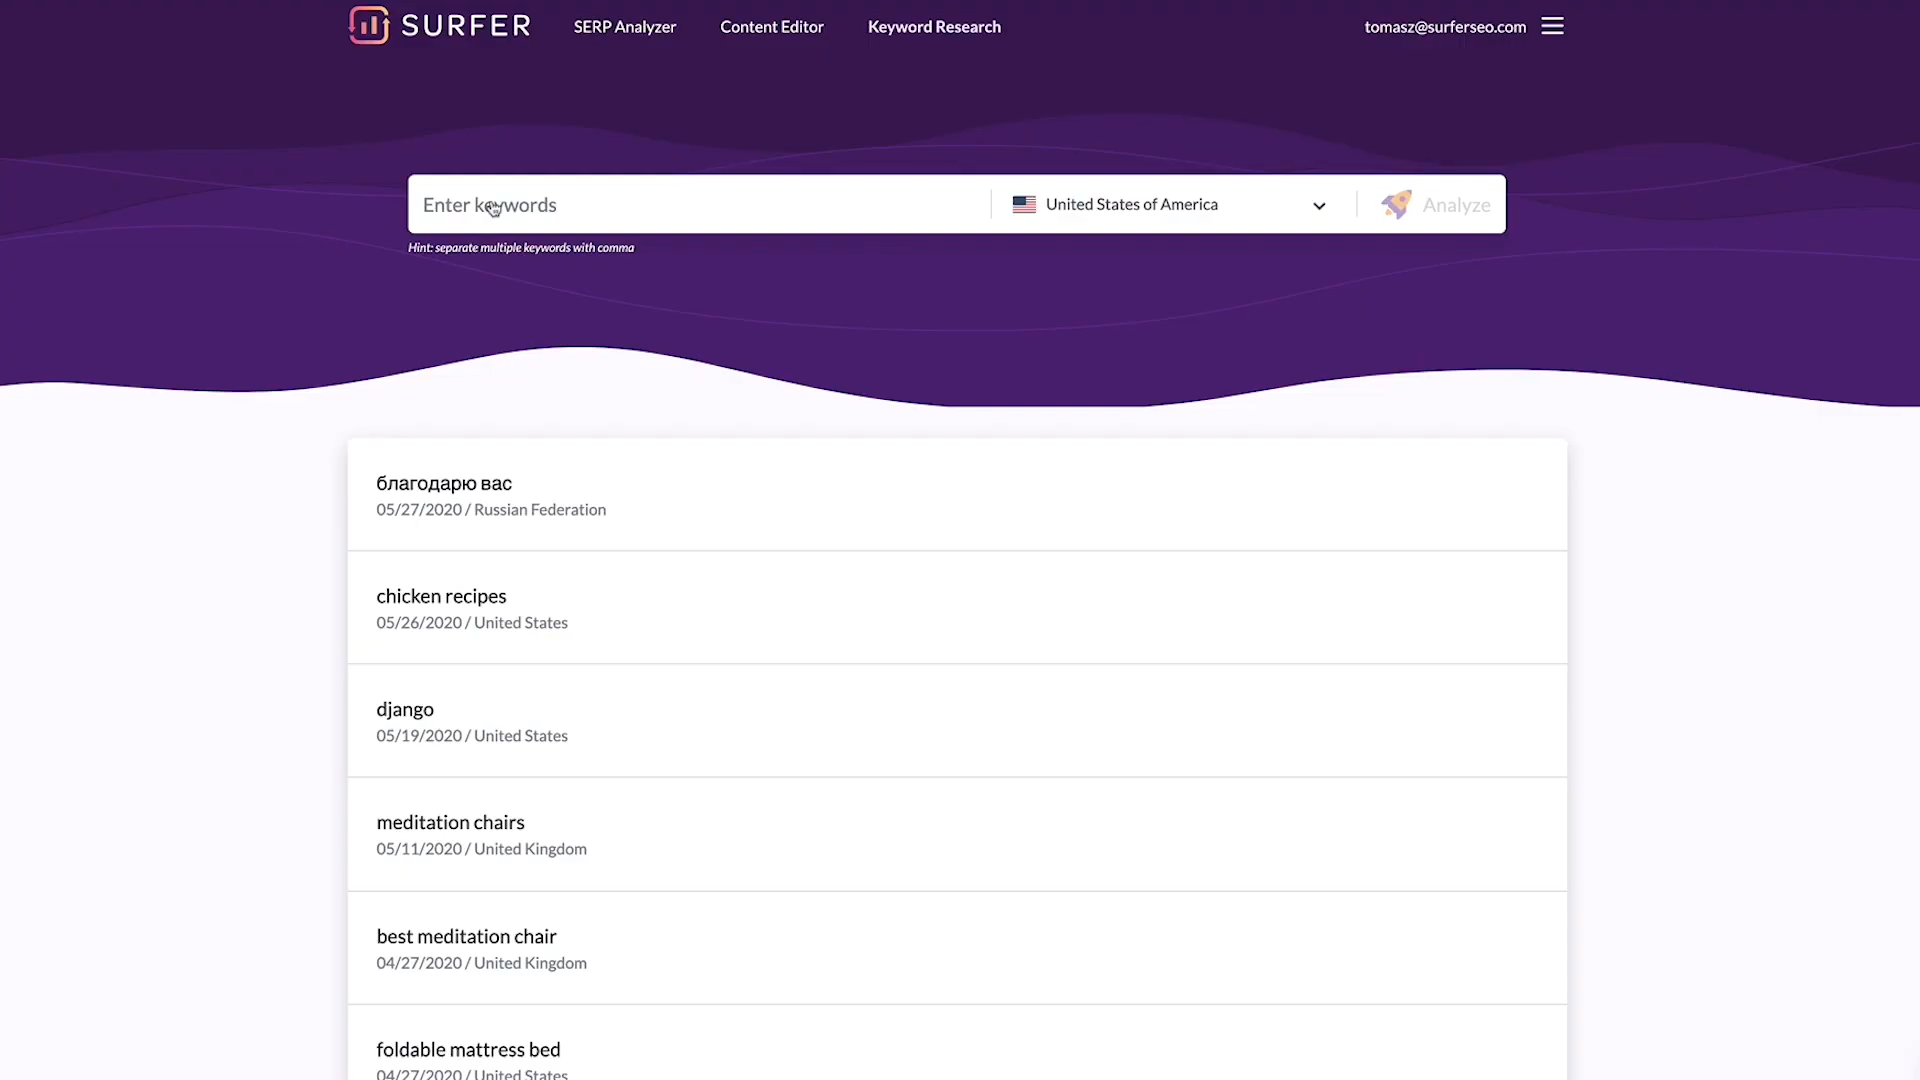 SURFER
SERP Analyzer
Content Editor
Keyword Research
tomasz@surferseo.com
Enter keywords
United States of America
Analyze
Hint: separate multiple keywords with comma
благодарю вас
05/27/2020 / Russian Federation
chicken recipes
05/26/2020 / United States
django
05/19/2020 / United States
meditation chairs
05/11/2020 / United Kingdom
best meditation chair
04/27/2020 / United Kingdom
foldable mattress bed
04/27/2020 / United States